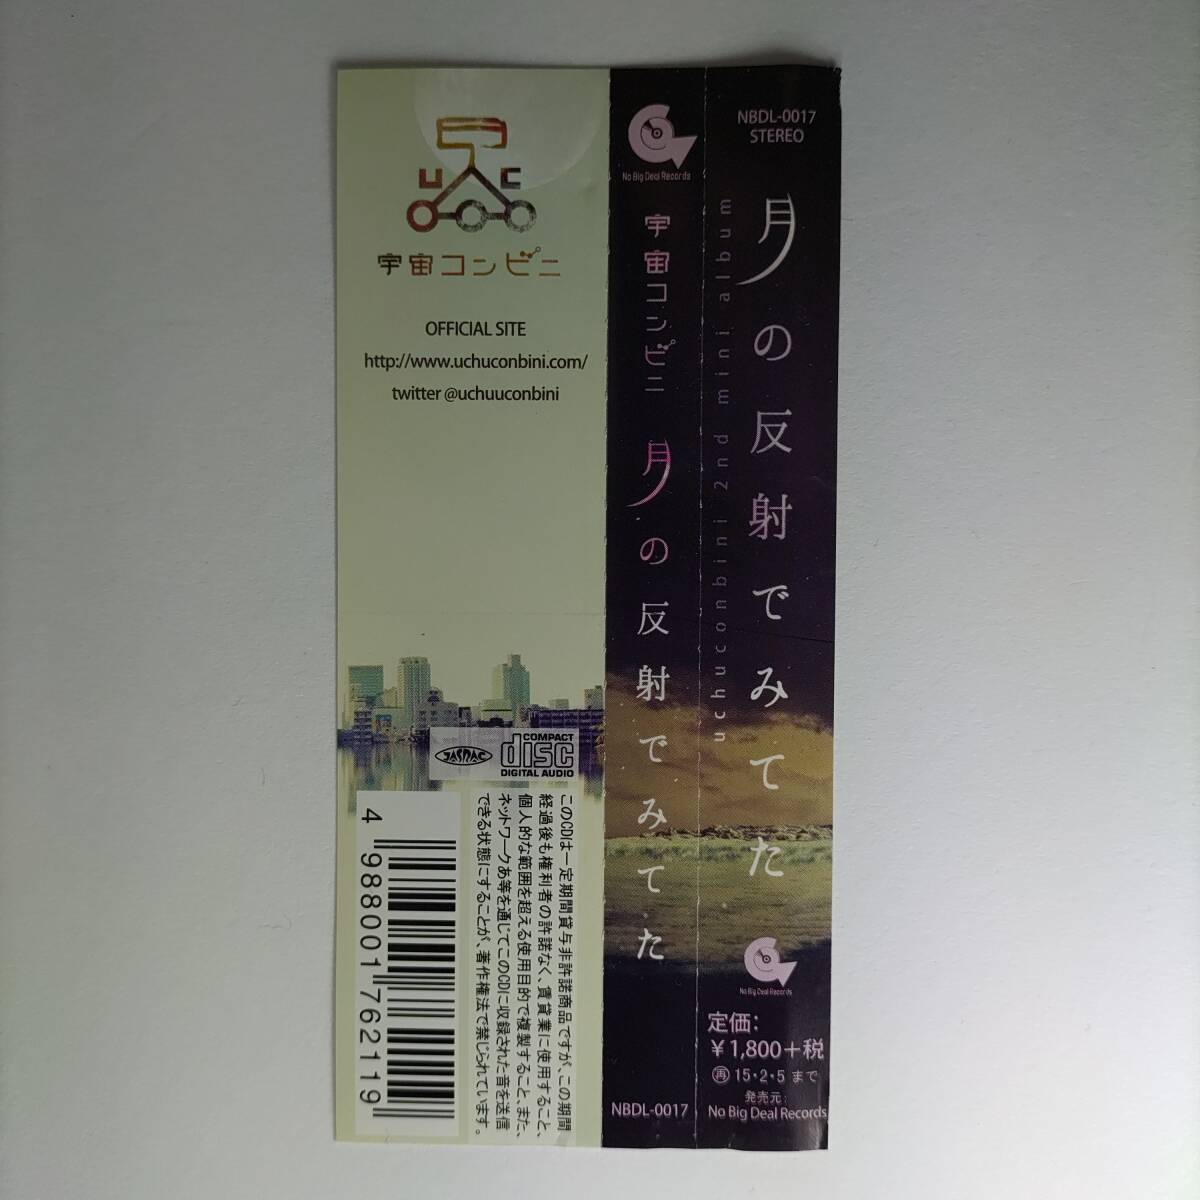 UC
宇宙コンビニ
OFFICIAL SITE
http://www.uchuconbini.com/
twitter @uchuuconbini
JASRAC
COMPACT
disc
DIGITAL AUDIO
このCDは一定期間貸与非許諾商品ですが、この期間
経過後も権利者の許諾なく、賃貸業に使用すること、
個人的な範囲を超える使用目的で複製すること、また、
ネットワークあ等を通じてこのCDに収録された音を送信
できる状態にすることが、著作権法で禁じられています。
4 988001 762119
No Big Deal Records
宇宙コンビニ
月の反射でみてた
NBDL-0017
NBDL-0017
STEREO
月の反射でみてた
uchuconbini 2nd mini album
No Big Deal Records
定価:
¥1,800+税
再 15・2・5 まで
発売元:
No Big Deal Records